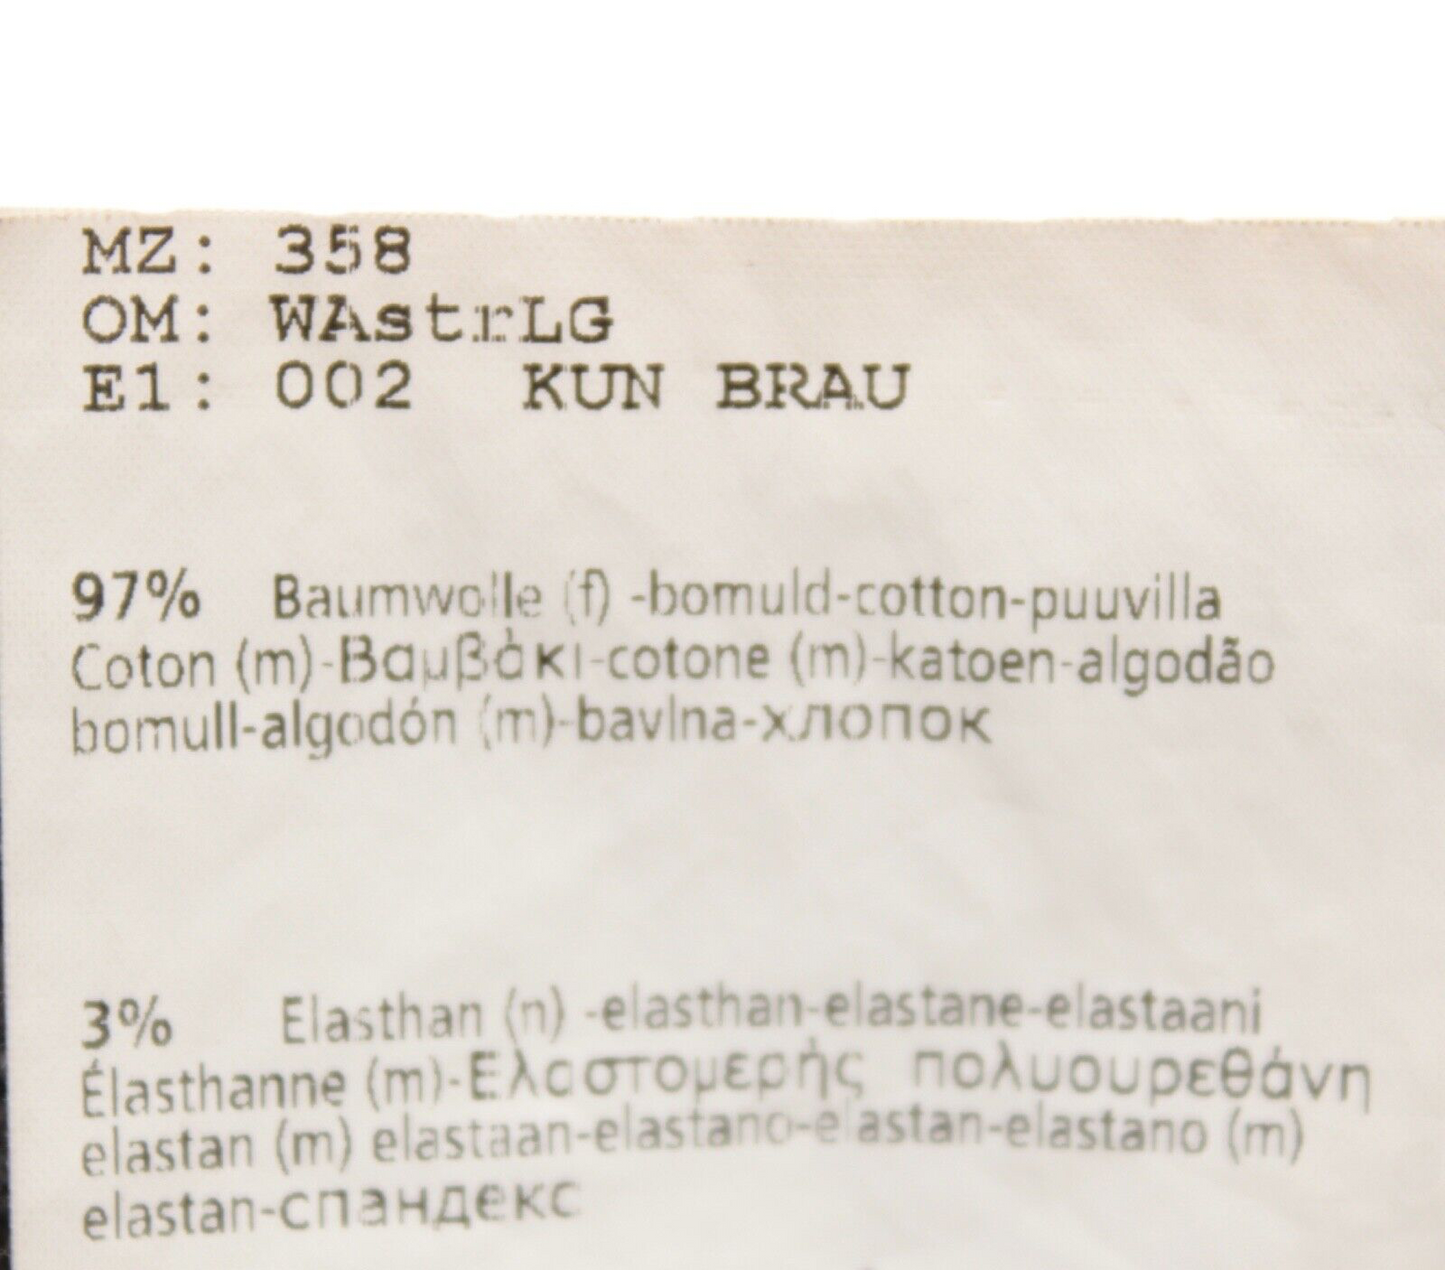 MZ: 358
OM: WAstrLG
E1: 002 KUN BRAU
97% Baumwolle (f) -bomuld-cotton-puuvilla
Coton (m)-Βαμβάκι-cotone (m)-katoen-algodão
bomull-algodón (m)-bavlna-хлопок
3% Elasthan (n) -elasthan-elastane-elastaani
Élasthanne (m)-Ελαστομερής πολυουρεθάνη
elastan (m) elastaan-elastano-elastan-elastano (m)
elastan-спандекс